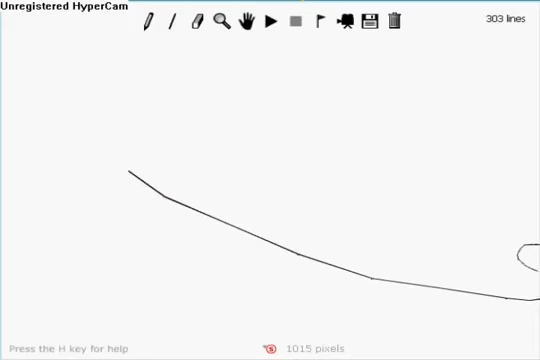 Unregistered HyperCam
303 lines
Press the H key for help
1015 pixels